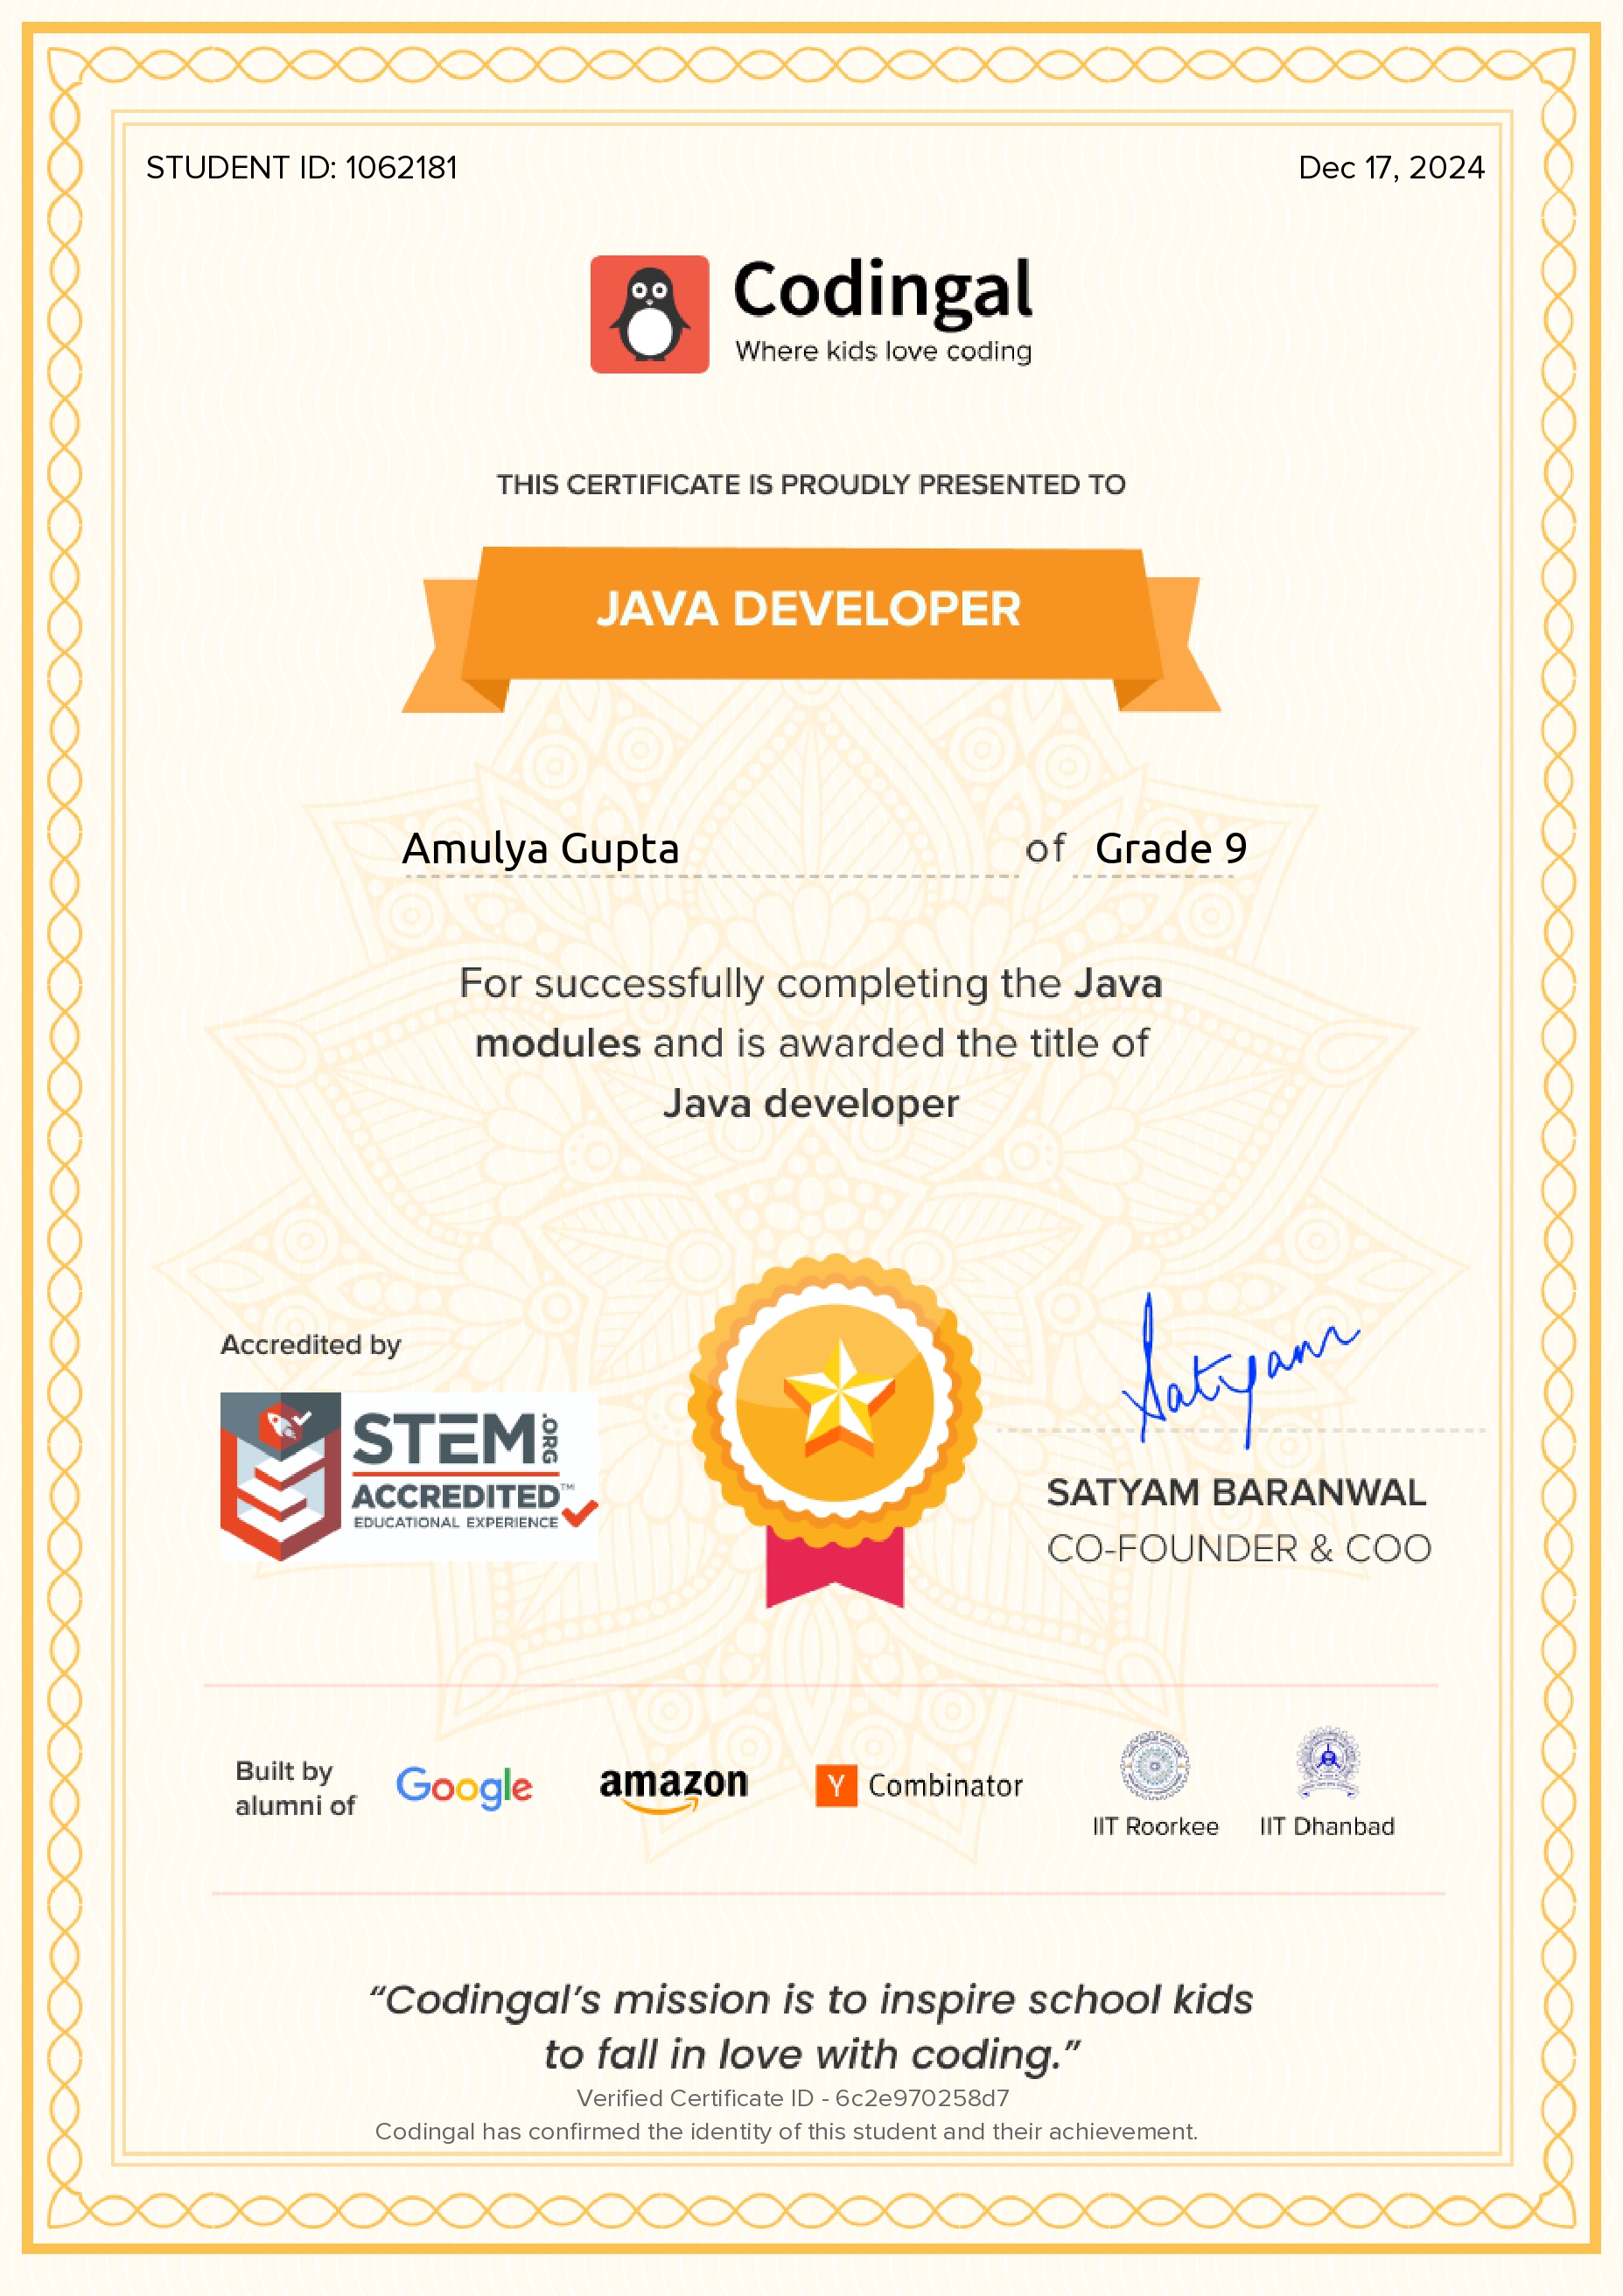 STUDENT ID: 1062181
Dec 17, 2024
Codingal
Where kids love coding
THIS CERTIFICATE IS PROUDLY PRESENTED TO
JAVA DEVELOPER
Amulya Gupta of Grade 9
For successfully completing the Java
modules and is awarded the title of
Java developer
Accredited by
STEM.ORG
ACCREDITED™
EDUCATIONAL EXPERIENCE
Satyam
SATYAM BARANWAL
CO-FOUNDER & COO
Built by
alumni of
Google
amazon
Y Combinator
IIT Roorkee
IIT Dhanbad
“Codingal’s mission is to inspire school kids
to fall in love with coding.”
Verified Certificate ID - 6c2e970258d7
Codingal has confirmed the identity of this student and their achievement.